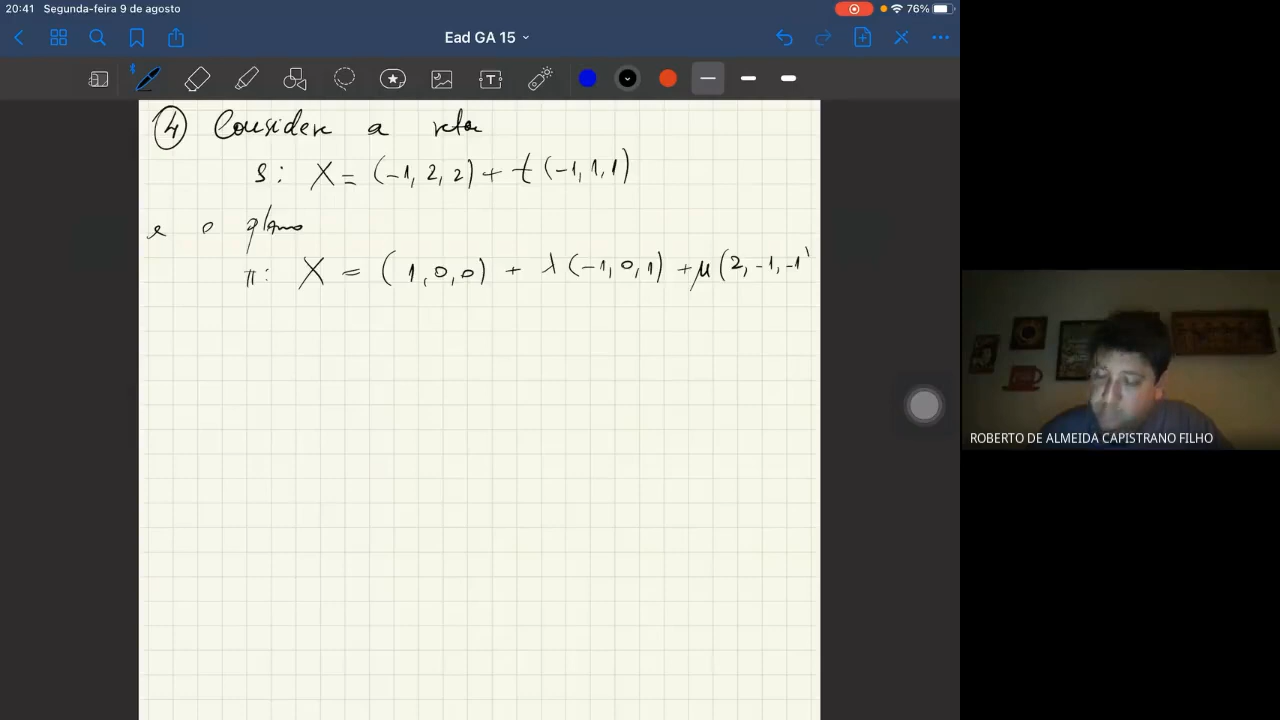 20:41 Segunda-feira 9 de agosto 76%
Ead GA 15
T
④ Considere a reta
s: X = (-1, 2, 2) + t (-1, 1, 1)
e o plano
π: X = (1, 0, 0) + λ (-1, 0, 1) + μ (2, -1, -1
ROBERTO DE ALMEIDA CAPISTRANO FILHO